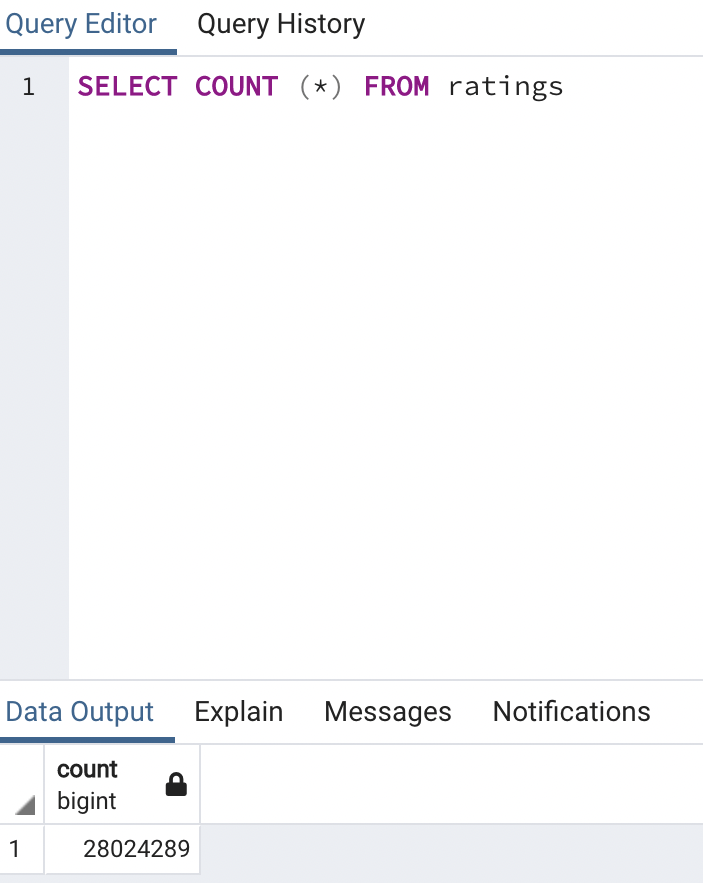 Query Editor Query History
1 SELECT COUNT (*) FROM ratings
Data Output Explain Messages Notifications
count
bigint
1 28024289